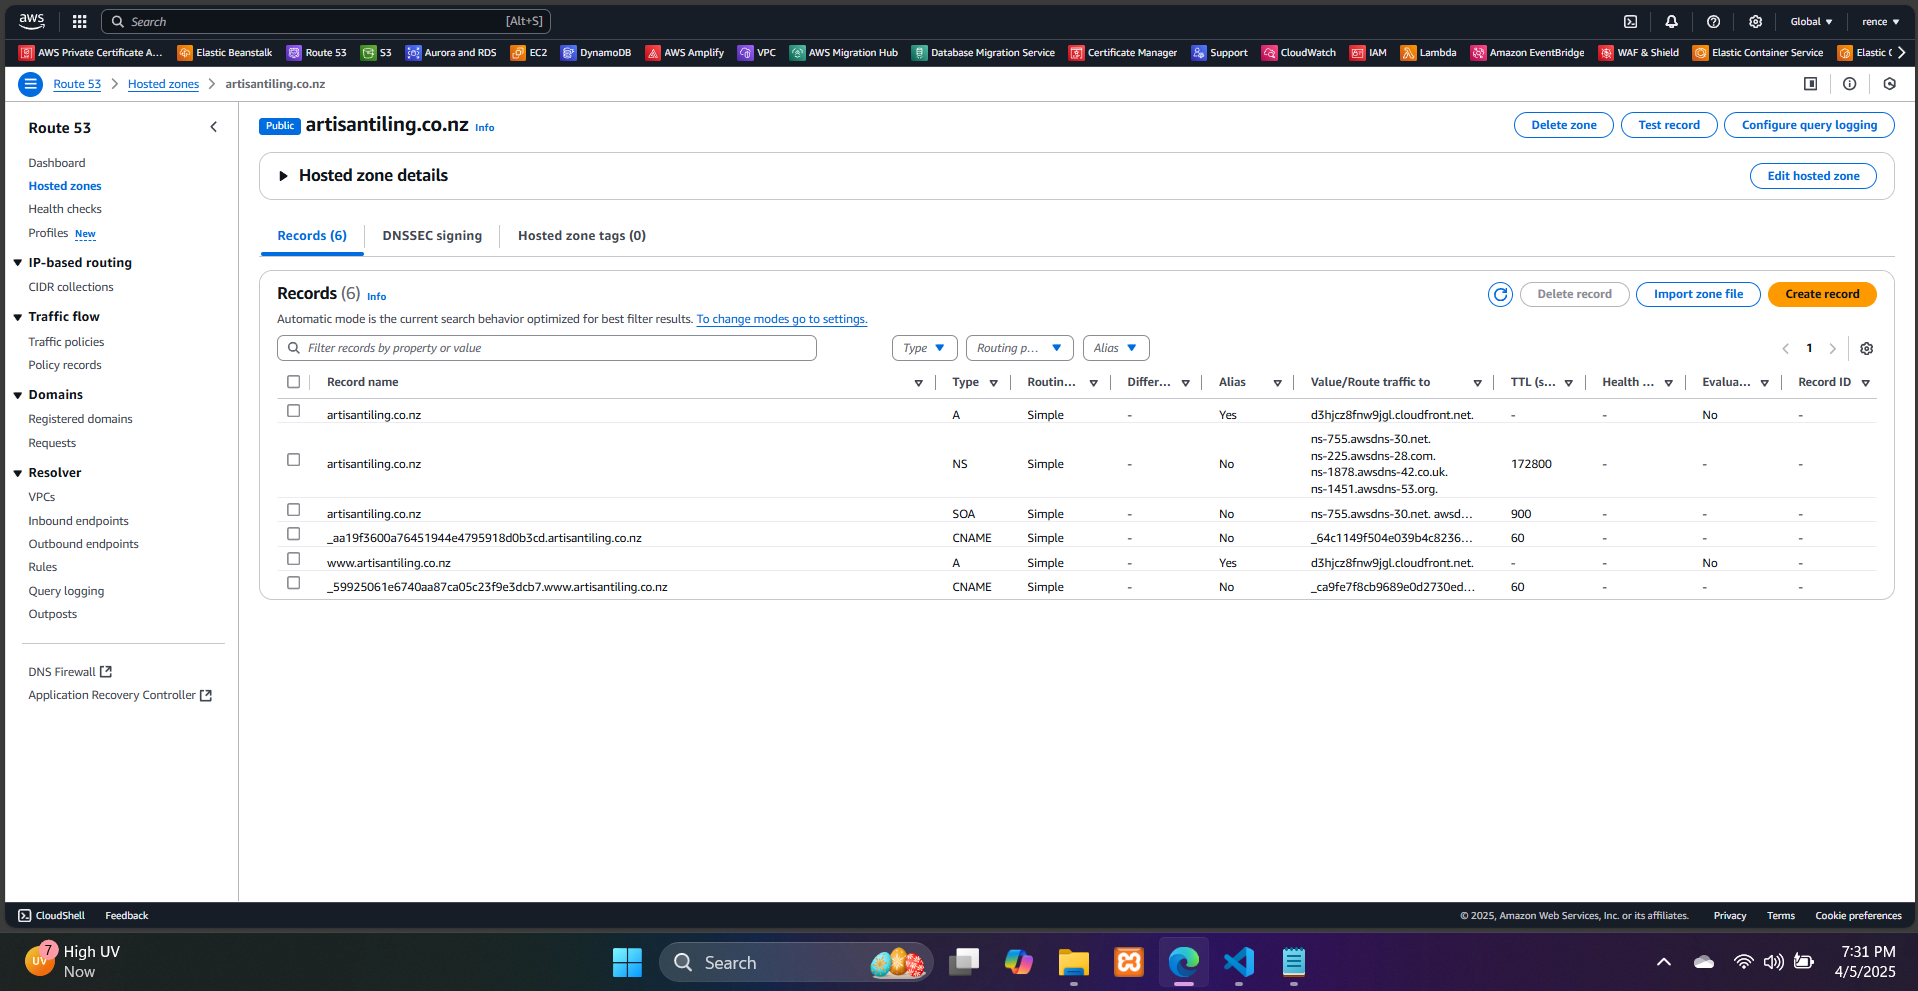 aws
Search
[Alt+S]
Global
rence
AWS Private Certificate A...
Elastic Beanstalk
Route 53
S3
Aurora and RDS
EC2
DynamoDB
AWS Amplify
VPC
AWS Migration Hub
Database Migration Service
Certificate Manager
Support
CloudWatch
IAM
Lambda
Amazon EventBridge
WAF & Shield
Elastic Container Service
Elastic C
Route 53
Hosted zones
artisantiling.co.nz
Route 53
Dashboard
Hosted zones
Health checks
Profiles New
IP-based routing
CIDR collections
Traffic flow
Traffic policies
Policy records
Domains
Registered domains
Requests
Resolver
VPCs
Inbound endpoints
Outbound endpoints
Rules
Query logging
Outposts
DNS Firewall
Application Recovery Controller
Public artisantiling.co.nz Info
Delete zone
Test record
Configure query logging
Hosted zone details
Edit hosted zone
Records (6)
DNSSEC signing
Hosted zone tags (0)
Records (6) Info
Delete record
Import zone file
Create record
Automatic mode is the current search behavior optimized for best filter results. To change modes go to settings.
Filter records by property or value
Type
Routing p...
Alias
1
Record name Type Routin... Differ... Alias Value/Route traffic to TTL (s... Health ... Evalua... Record ID
artisantiling.co.nz A Simple - Yes d3hjcz8fnw9jgl.cloudfront.net. - - No -
artisantiling.co.nz NS Simple - No ns-755.awsdns-30.net.
ns-225.awsdns-28.com.
ns-1878.awsdns-42.co.uk.
ns-1451.awsdns-53.org. 172800 - - -
artisantiling.co.nz SOA Simple - No ns-755.awsdns-30.net. awsd... 900 - - -
_aa19f3600a76451944e4795918d0b3cd.artisantiling.co.nz CNAME Simple - No _64c1149f504e039b4c8236... 60 - - -
www.artisantiling.co.nz A Simple - Yes d3hjcz8fnw9jgl.cloudfront.net. - - No -
_59925061e6740aa87ca05c23f9e3dcb7.www.artisantiling.co.nz CNAME Simple - No _ca9fe7f8cb9689e0d2730ed... 60 - - -
CloudShell
Feedback
© 2025, Amazon Web Services, Inc. or its affiliates.
Privacy
Terms
Cookie preferences
7
UV
High UV
Now
Search
7:31 PM
4/5/2025